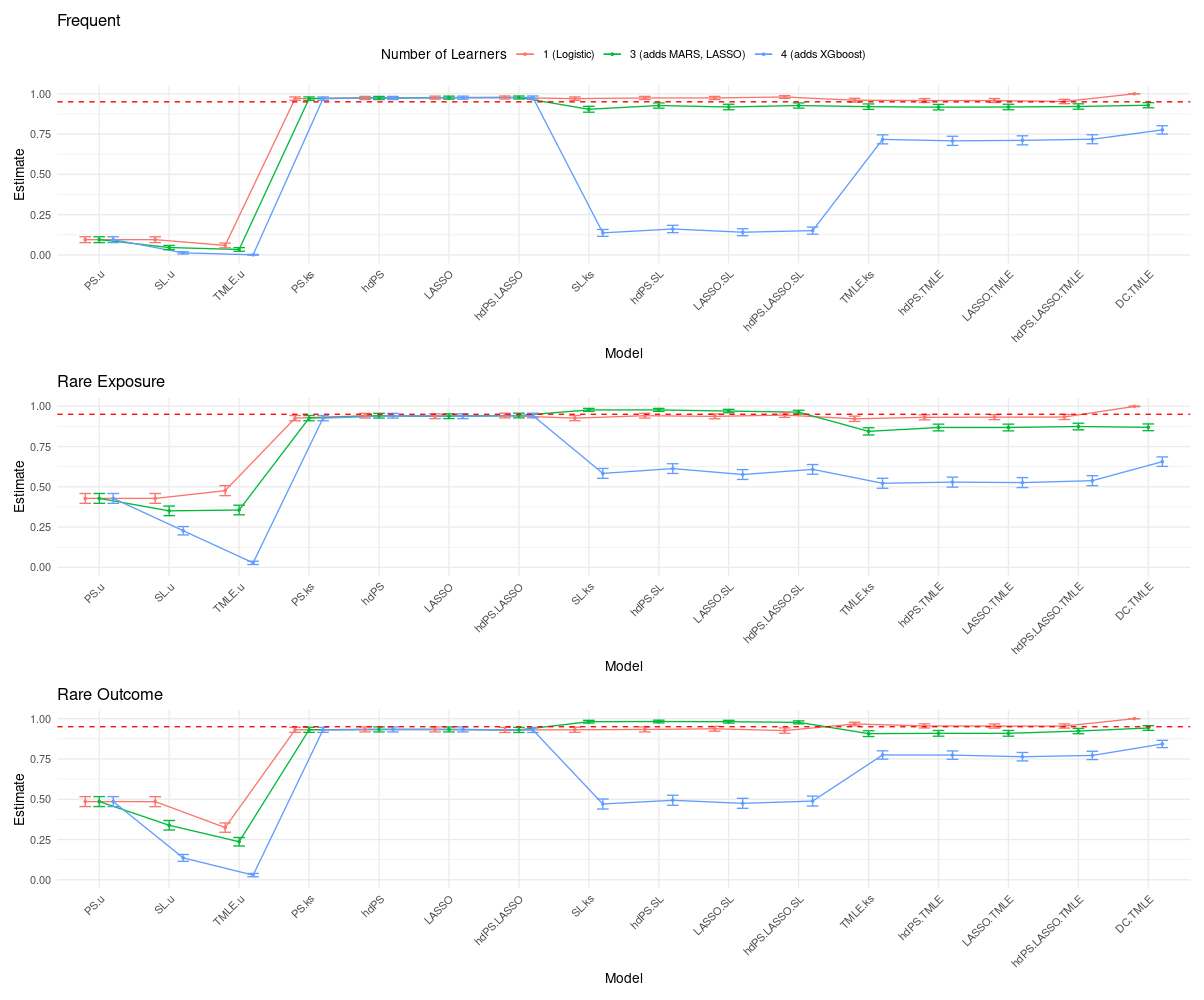 Frequent
Number of Learners 1 (Logistic) 3 (adds MARS, LASSO) 4 (adds XGboost)
1.00
0.75
0.50
0.25
0.00
Estimate
PS.u SL.u TMLE.u PS.ks hdPS LASSO hdPS.LASSO SL.ks hdPS.SL LASSO.SL hdPS.LASSO.SL TMLE.ks hdPS.TMLE LASSO.TMLE hdPS.LASSO.TMLE DC.TMLE
Model
Rare Exposure
1.00
0.75
0.50
0.25
0.00
Estimate
PS.u SL.u TMLE.u PS.ks hdPS LASSO hdPS.LASSO SL.ks hdPS.SL LASSO.SL hdPS.LASSO.SL TMLE.ks hdPS.TMLE LASSO.TMLE hdPS.LASSO.TMLE DC.TMLE
Model
Rare Outcome
1.00
0.75
0.50
0.25
0.00
Estimate
PS.u SL.u TMLE.u PS.ks hdPS LASSO hdPS.LASSO SL.ks hdPS.SL LASSO.SL hdPS.LASSO.SL TMLE.ks hdPS.TMLE LASSO.TMLE hdPS.LASSO.TMLE DC.TMLE
Model